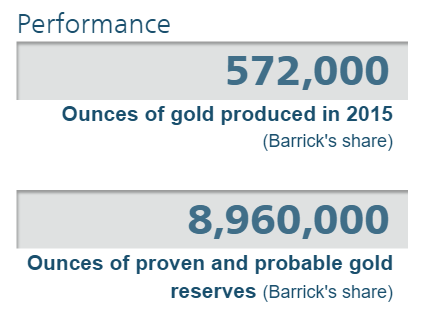 Performance
572,000
Ounces of gold produced in 2015
(Barrick's share)
8,960,000
Ounces of proven and probable gold
reserves (Barrick's share)